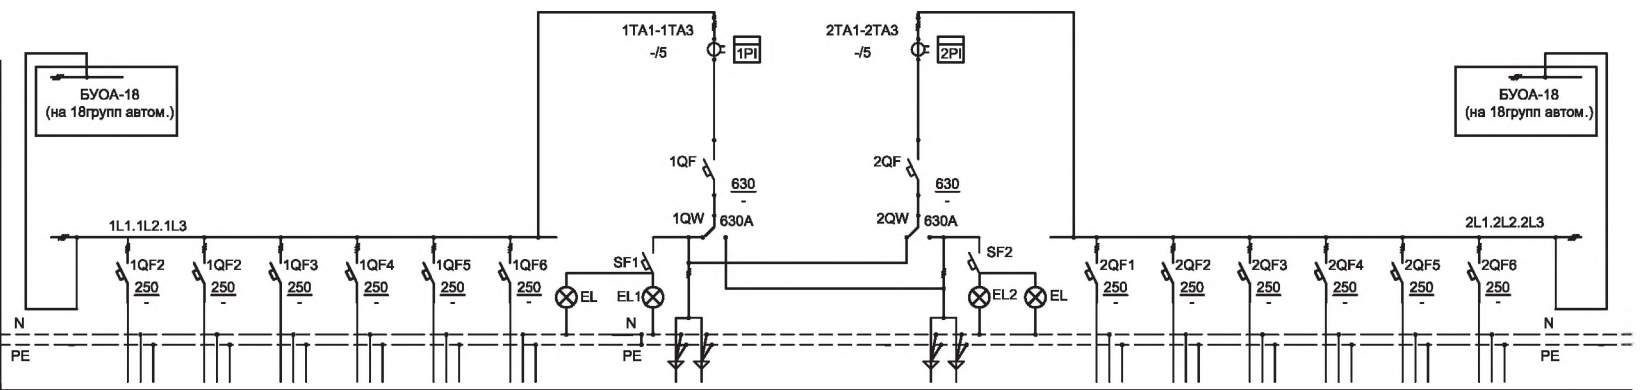 1TA1-1TA3
-/5
1PI
2TA1-2TA3
-/5
2PI
БУОА-18
(на 18групп автом.)
БУОА-18
(на 18групп автом.)
1QF
630
-
2QF
630
-
1QW
630А
2QW
630А
1L1.1L2.1L3
2L1.2L2.2L3
1QF2
250
-
1QF2
250
-
1QF3
250
-
1QF4
250
-
1QF5
250
-
1QF6
250
-
SF1
EL
EL1
SF2
EL2
EL
2QF1
250
-
2QF2
250
-
2QF3
250
-
2QF4
250
-
2QF5
250
-
2QF6
250
-
N
N
N
PE
PE
PE